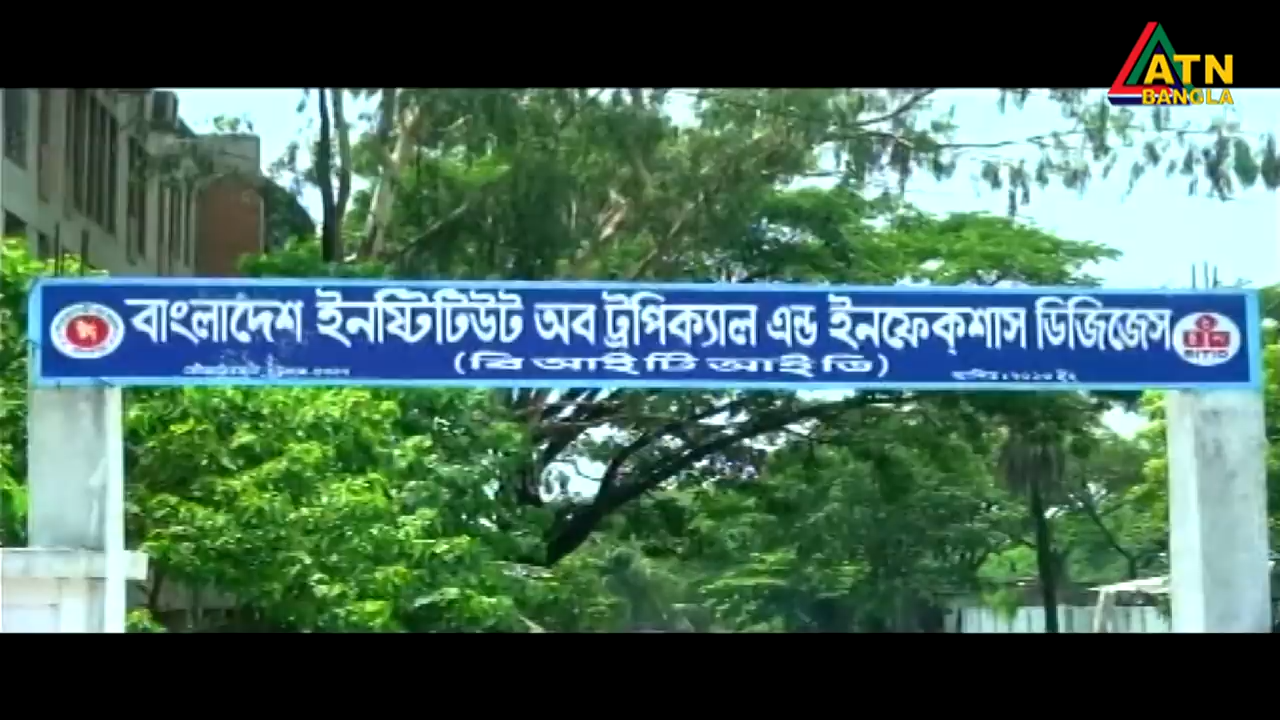 ATN
BANGLA
বাংলাদেশ ইনষ্টিটিউট অব ট্রপিক্যাল এন্ড ইনফেক্শাস ডিজিজেস
(বি আই টি আই ডি)
BITID